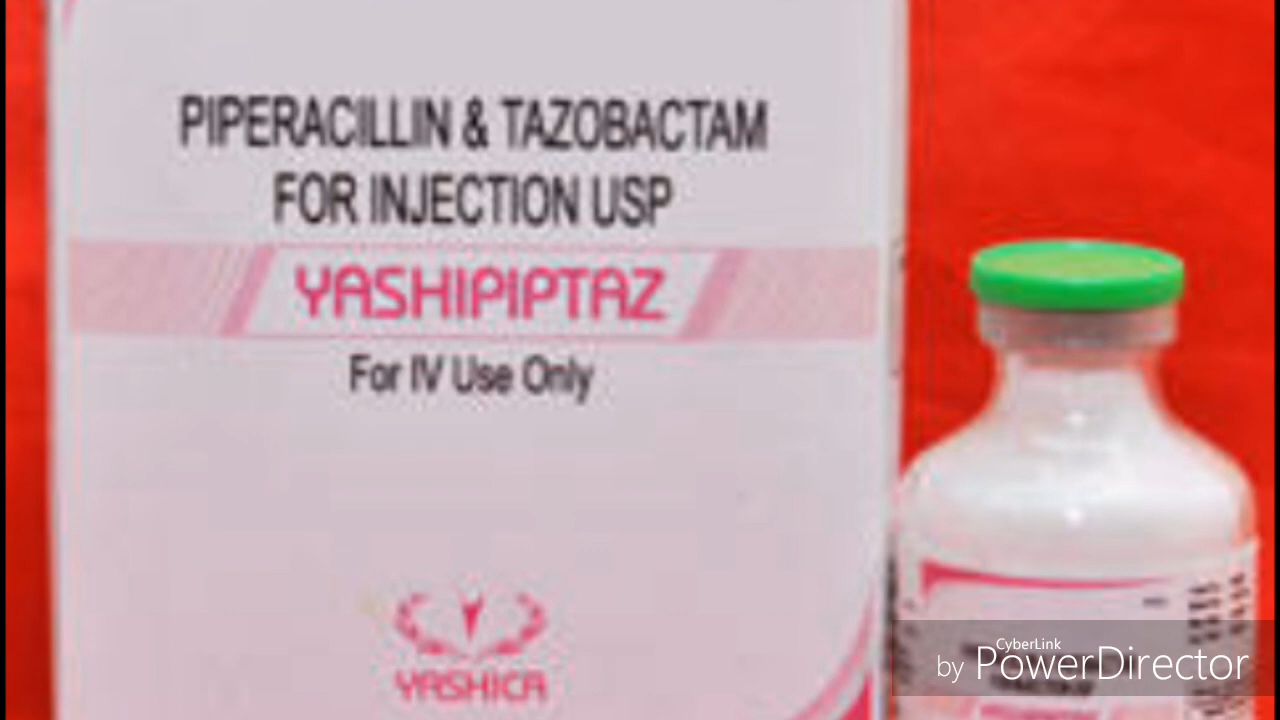 PIPERACILLIN & TAZOBACTAM
FOR INJECTION USP
YASHIPIPTAZ
For IV Use Only
YASHICA
CyberLink
by PowerDirector